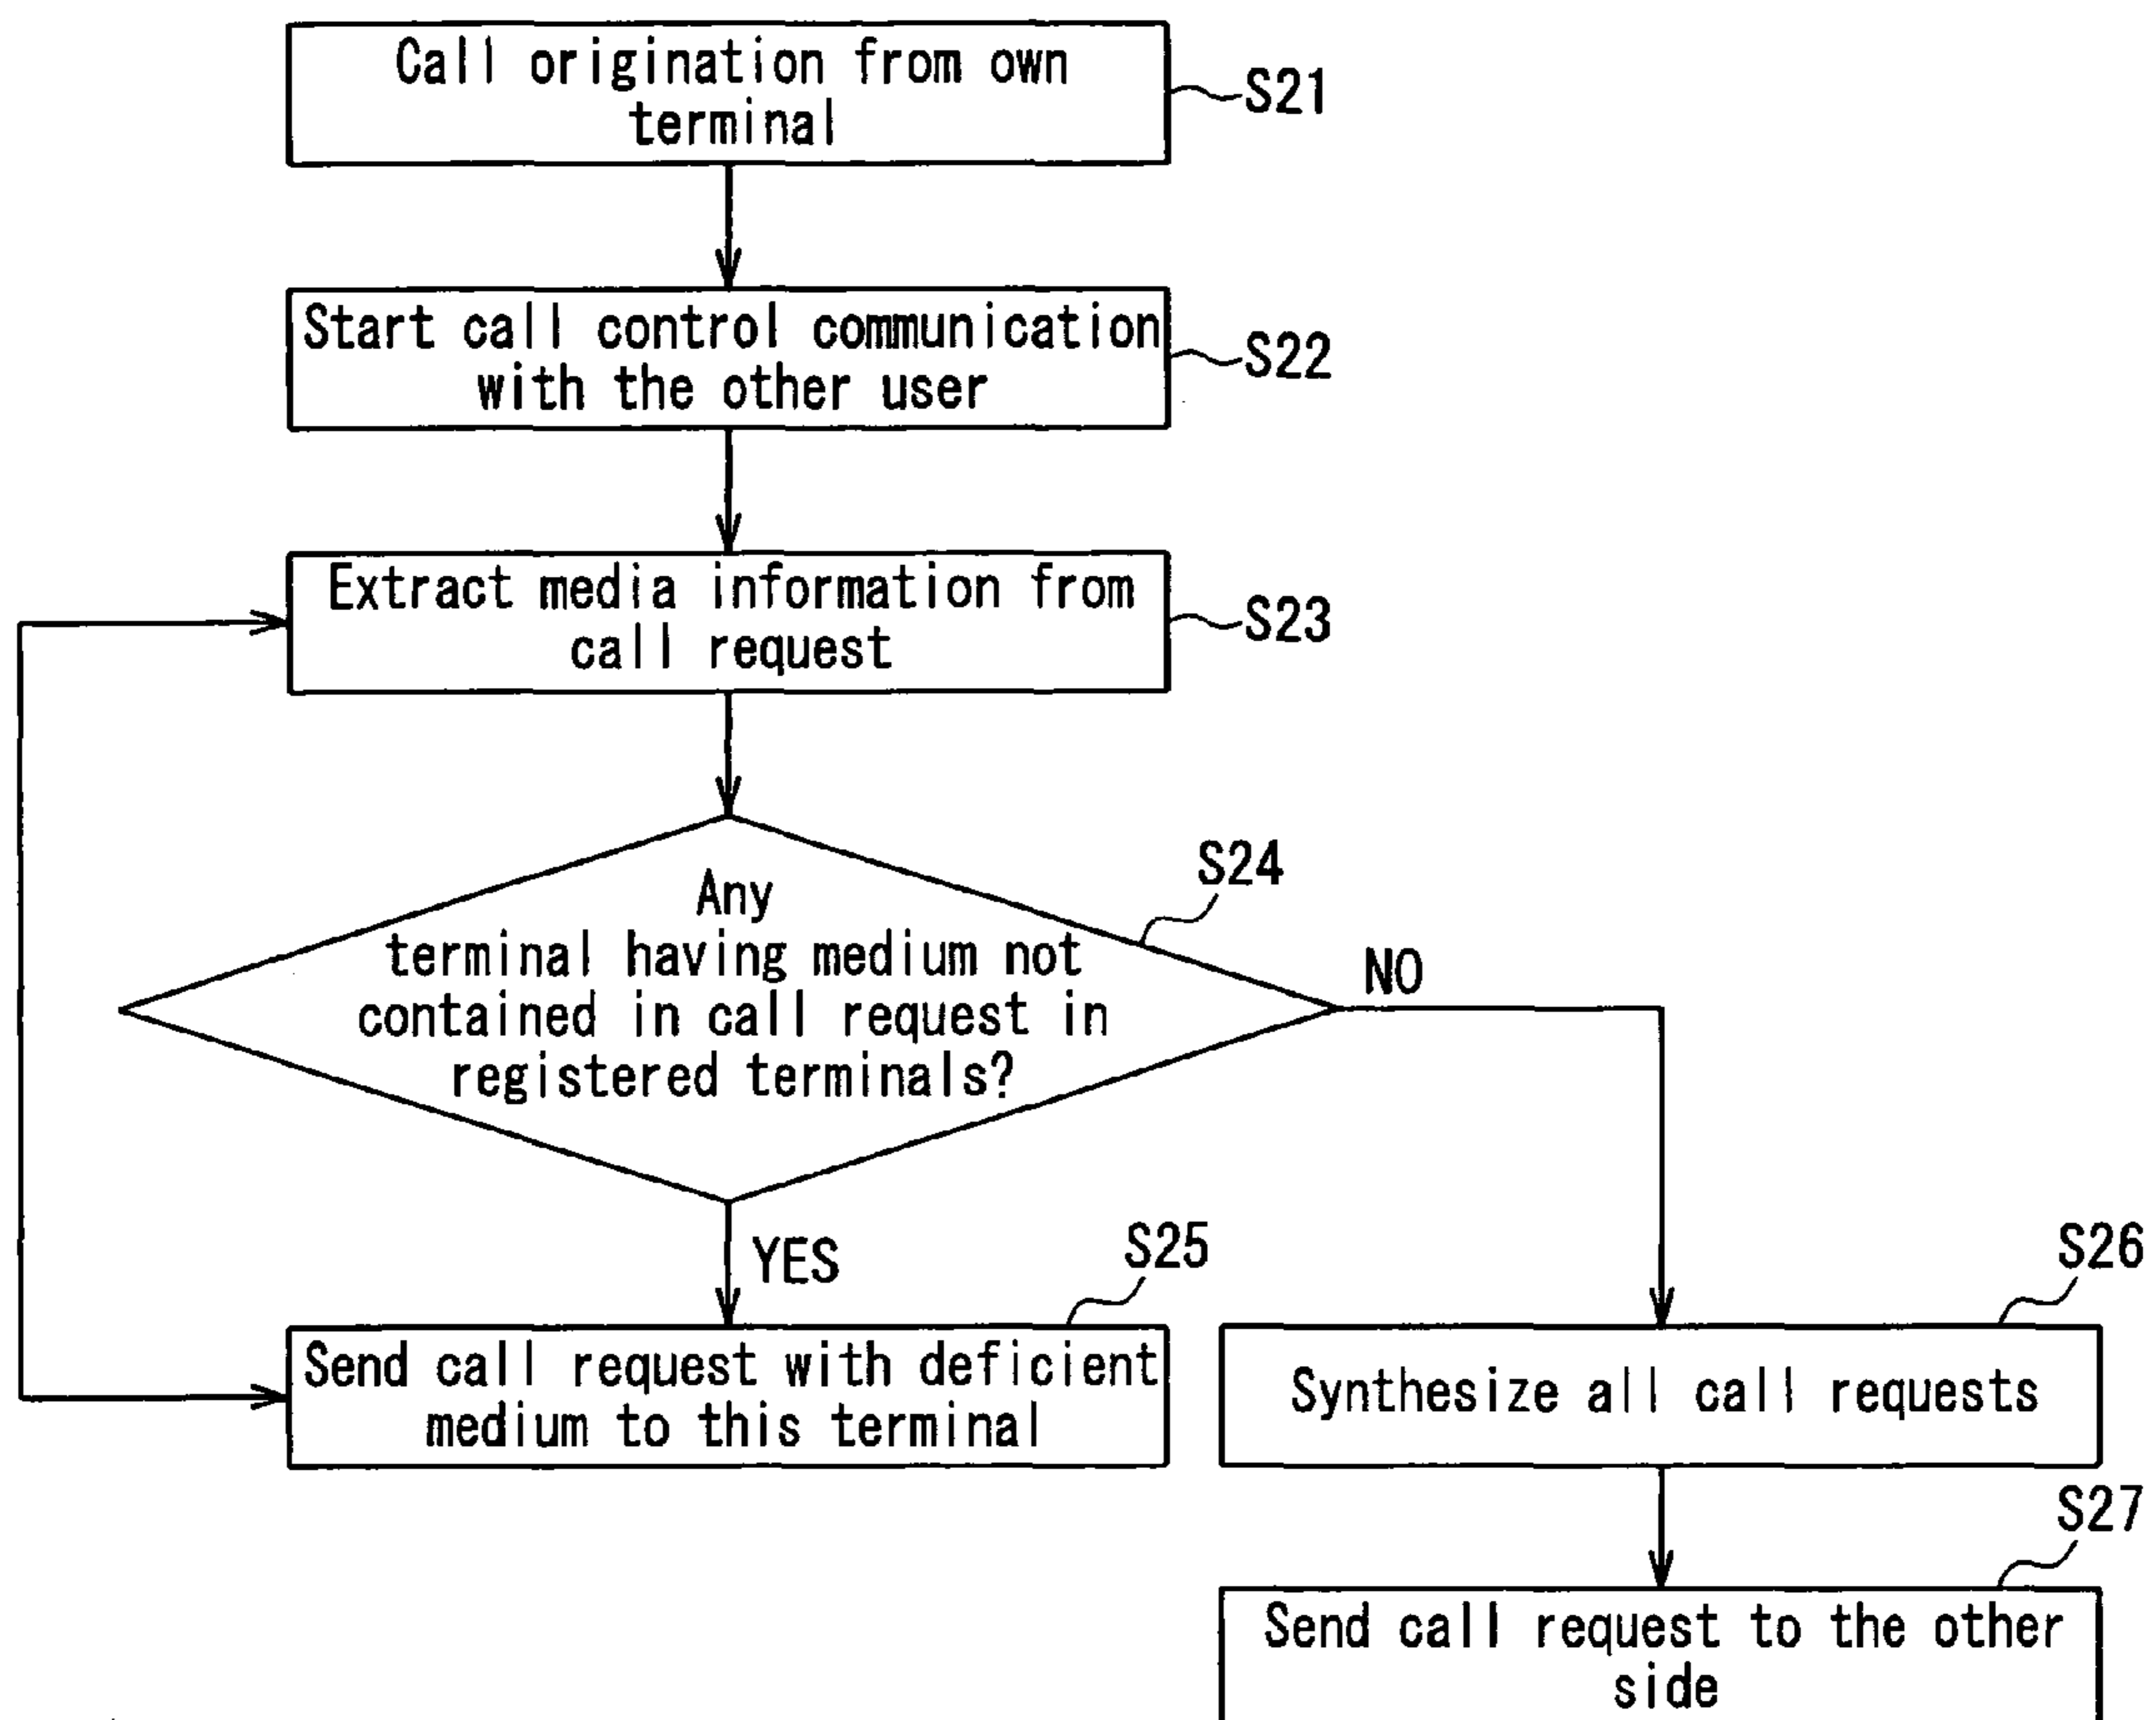 Call origination from own
terminal
S21
Start call control communication
with the other user
S22
Extract media information from
call request
S23
S24
Any
terminal having medium not
contained in call request in
registered terminals?
NO
YES
S25
Send call request with deficient
medium to this terminal
S26
Synthesize all call requests
S27
Send call request to the other
side